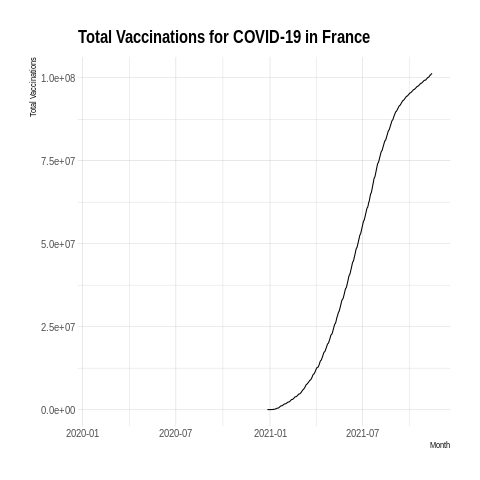 Total Vaccinations for COVID-19 in France
Total Vaccinations
1.0e+08
7.5e+07
5.0e+07
2.5e+07
0.0e+00
2020-01 2020-07 2021-01 2021-07
Month